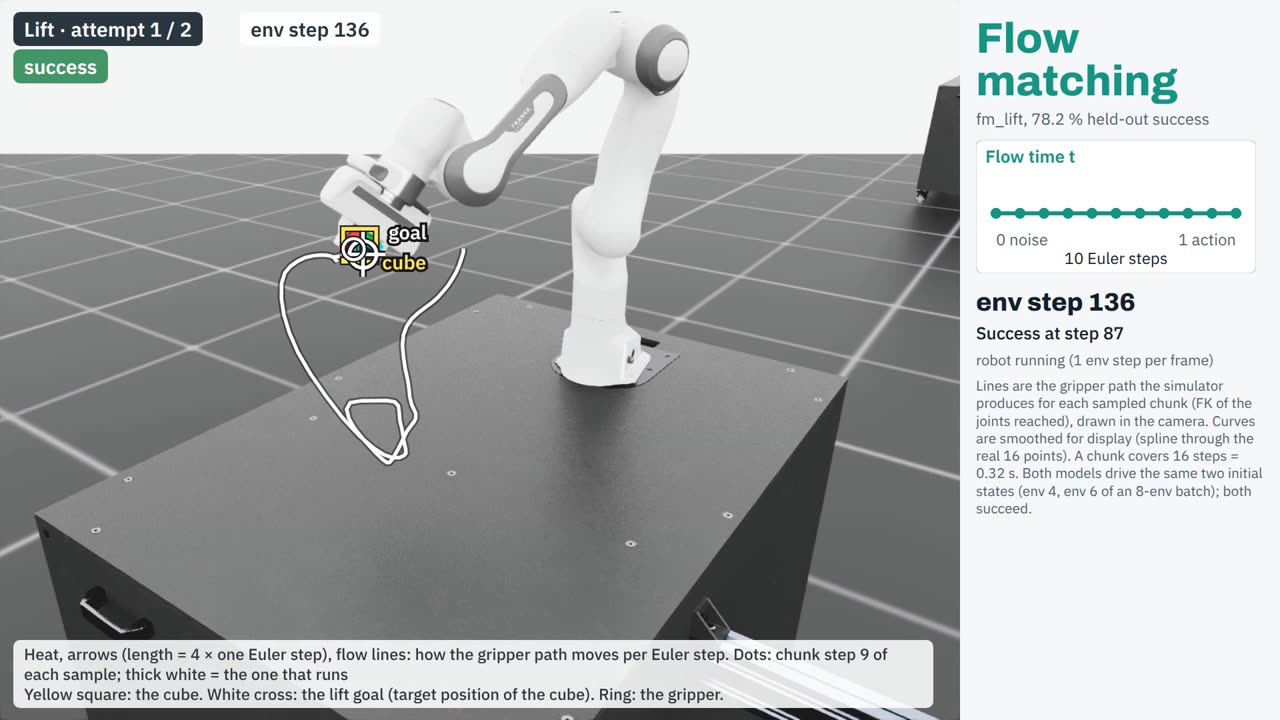 Lift · attempt 1 / 2
env step 136
success
goal
cube
Heat, arrows (length = 4 × one Euler step), flow lines: how the gripper path moves per Euler step. Dots: chunk step 9 of
each sample; thick white = the one that runs
Yellow square: the cube. White cross: the lift goal (target position of the cube). Ring: the gripper.
Flow
matching
fm_lift, 78.2 % held-out success
Flow time t
0 noise
1 action
10 Euler steps
env step 136
Success at step 87
robot running (1 env step per frame)
Lines are the gripper path the simulator
produces for each sampled chunk (FK of the
joints reached), drawn in the camera. Curves
are smoothed for display (spline through the
real 16 points). A chunk covers 16 steps =
0.32 s. Both models drive the same two initial
states (env 4, env 6 of an 8-env batch); both
succeed.